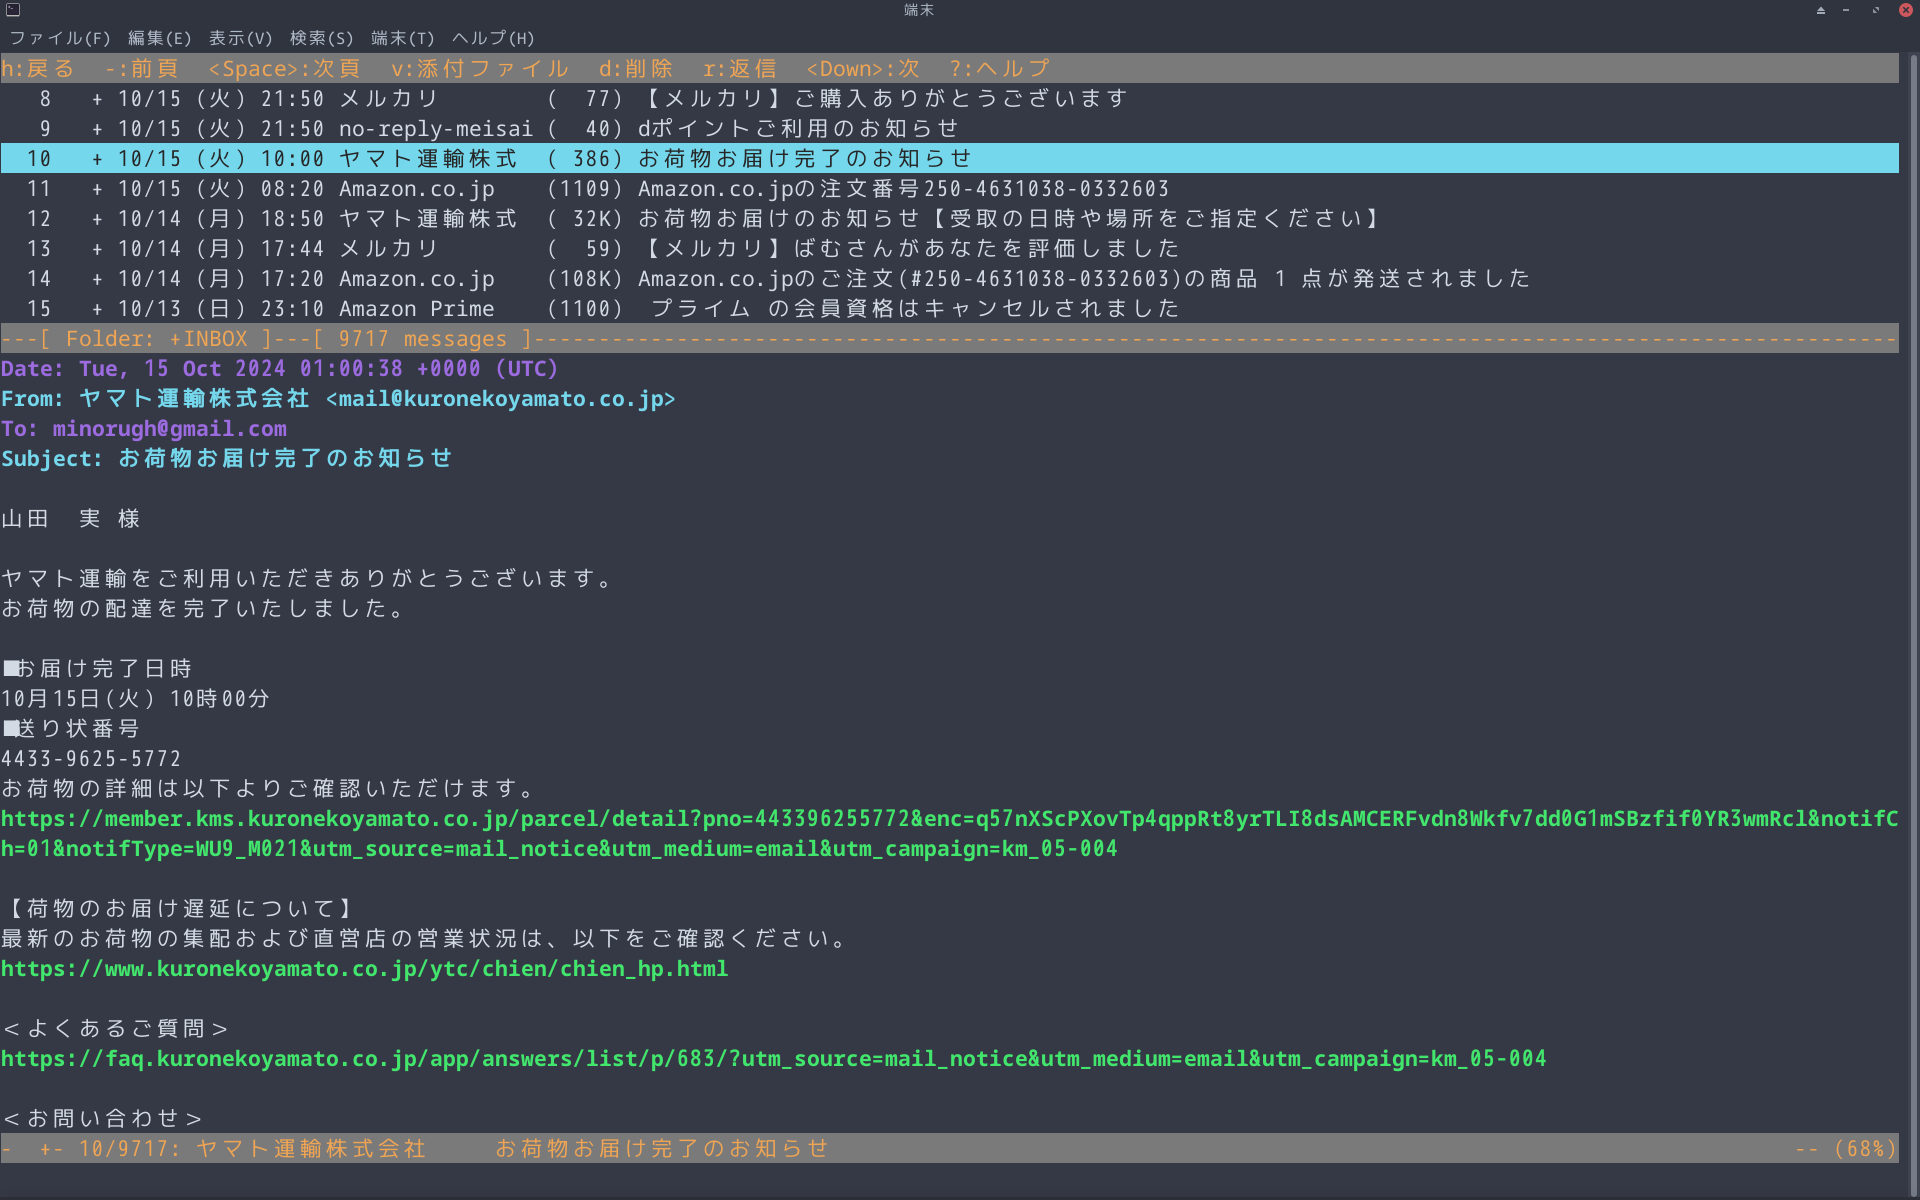 端末
ファイル(F) 編集(E) 表示(V) 検索(S) 端末(T) ヘルプ(H)
h:戻る -:前頁 <Space>:次頁 v:添付ファイル d:削除 r:返信 <Down>:次 ?:ヘルプ
8 + 10/15 (火) 21:50 メルカリ ( 77) 【メルカリ】ご購入ありがとうございます
9 + 10/15 (火) 21:50 no-reply-meisai ( 40) dポイントご利用のお知らせ
10 + 10/15 (火) 10:00 ヤマト運輸株式 ( 386) お荷物お届け完了のお知らせ
11 + 10/15 (火) 08:20 Amazon.co.jp (1109) Amazon.co.jpの注文番号250-4631038-0332603
12 + 10/14 (月) 18:50 ヤマト運輸株式 ( 32K) お荷物お届けのお知らせ【受取の日時や場所をご指定ください】
13 + 10/14 (月) 17:44 メルカリ ( 59) 【メルカリ】ばむさんがあなたを評価しました
14 + 10/14 (月) 17:20 Amazon.co.jp (108K) Amazon.co.jpのご注文(#250-4631038-0332603)の商品 1 点が発送されました
15 + 10/13 (日) 23:10 Amazon Prime (1100) プライム の会員資格はキャンセルされました
---[ Folder: +INBOX ]---[ 9717 messages ]---------------------------------------------------------------------------------------------------------
Date: Tue, 15 Oct 2024 01:00:38 +0000 (UTC)
From: ヤマト運輸株式会社 <mail@kuronekoyamato.co.jp>
To: minorugh@gmail.com
Subject: お荷物お届け完了のお知らせ
山田　実 様
ヤマト運輸をご利用いただきありがとうございます。
お荷物の配達を完了いたしました。
■お届け完了日時
10月15日(火) 10時00分
■送り状番号
4433-9625-5772
お荷物の詳細は以下よりご確認いただけます。
https://member.kms.kuronekoyamato.co.jp/parcel/detail?pno=443396255772&enc=q57nXScPXovTp4qppRt8yrTLI8dsAMCERFvdn8Wkfv7dd0G1mSBzfif0YR3wmRcl&notifC
h=01&notifType=WU9_M021&utm_source=mail_notice&utm_medium=email&utm_campaign=km_05-004
【荷物のお届け遅延について】
最新のお荷物の集配および直営店の営業状況は、以下をご確認ください。
https://www.kuronekoyamato.co.jp/ytc/chien/chien_hp.html
＜よくあるご質問＞
https://faq.kuronekoyamato.co.jp/app/answers/list/p/683/?utm_source=mail_notice&utm_medium=email&utm_campaign=km_05-004
＜お問い合わせ＞
- +- 10/9717: ヤマト運輸株式会社 お荷物お届け完了のお知らせ -- (68%)